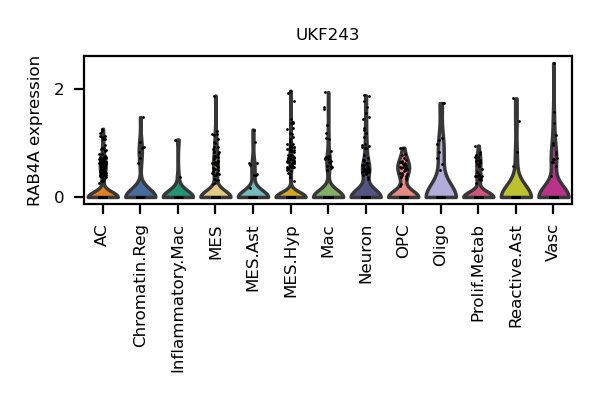 UKF243
RAB4A expression
2
0
AC
Chromatin.Reg
Inflammatory.Mac
MES
MES.Ast
MES.Hyp
Mac
Neuron
OPC
Oligo
Prolif.Metab
Reactive.Ast
Vasc